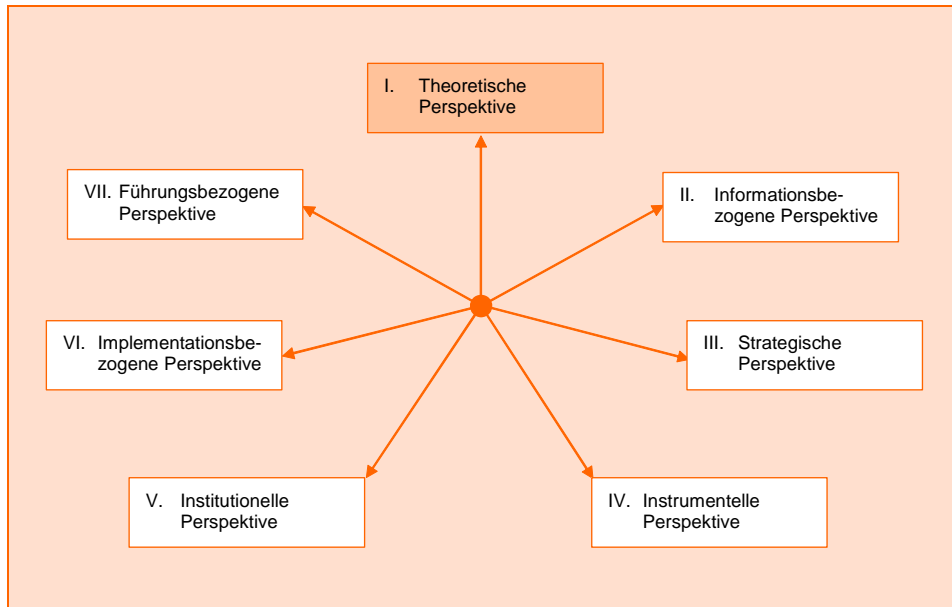 I. Theoretische
Perspektive
II. Informationsbe-
zogene Perspektive
III. Strategische
Perspektive
IV. Instrumentelle
Perspektive
V. Institutionelle
Perspektive
VI. Implementationsbe-
zogene Perspektive
VII. Führungsbezogene
Perspektive